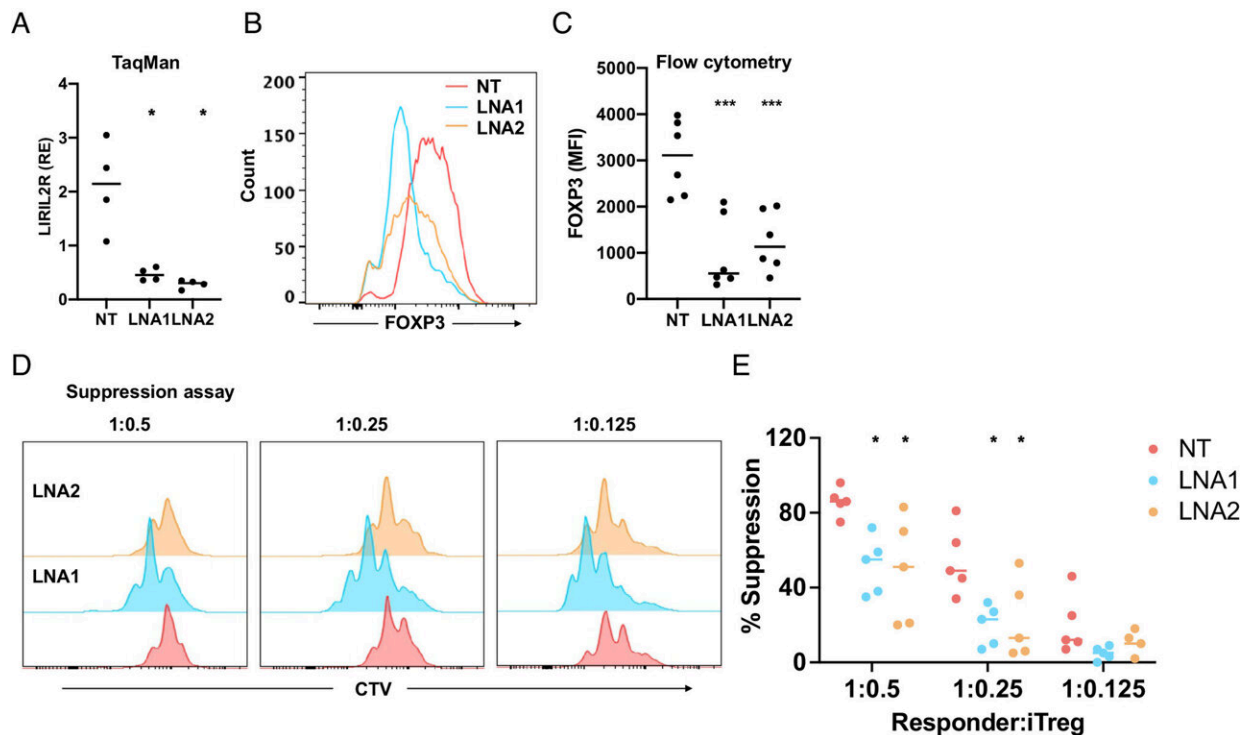 A
TaqMan
4
3
2
1
0
LIRIL2R (RE)
*
*
NT LNA1 LNA2
B
200
150
100
50
0
Count
NT
LNA1
LNA2
FOXP3
C
Flow cytometry
5000
4000
3000
2000
1000
0
FOXP3 (MFI)
***
***
NT LNA1 LNA2
D
Suppression assay
1:0.5
1:0.25
1:0.125
LNA2
LNA1
CTV
E
120
80
40
0
% Suppression
* * * *
NT
LNA1
LNA2
1:0.5 1:0.25 1:0.125
Responder:iTreg